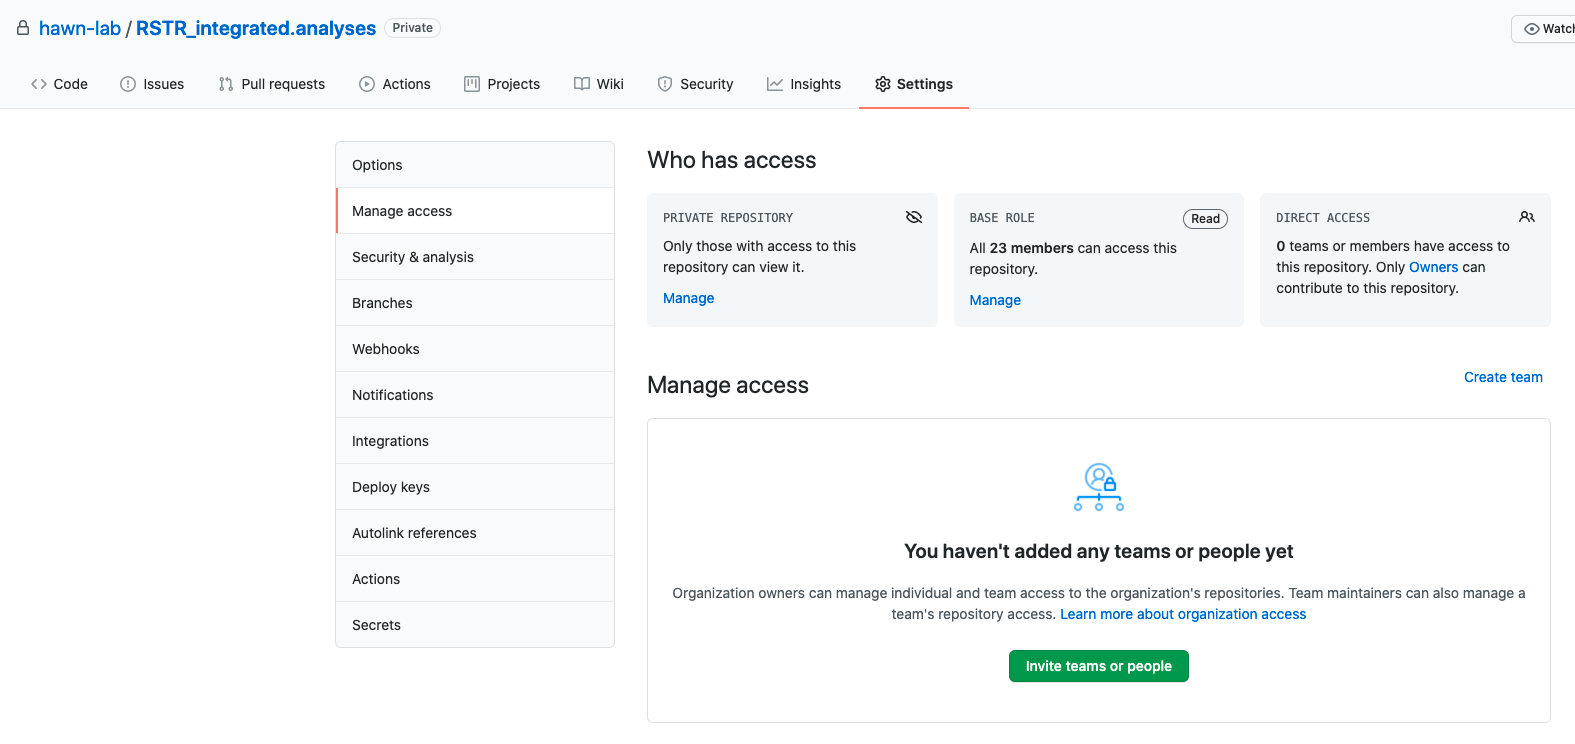 hawn-lab / RSTR_integrated.analyses Private
Watch
Code Issues Pull requests Actions Projects Wiki Security Insights Settings
Options
Manage access
Security & analysis
Branches
Webhooks
Notifications
Integrations
Deploy keys
Autolink references
Actions
Secrets
Who has access
PRIVATE REPOSITORY
Only those with access to this
repository can view it.
Manage
BASE ROLE Read
All 23 members can access this
repository.
Manage
DIRECT ACCESS
0 teams or members have access to
this repository. Only Owners can
contribute to this repository.
Manage access
Create team
You haven't added any teams or people yet
Organization owners can manage individual and team access to the organization's repositories. Team maintainers can also manage a
team's repository access. Learn more about organization access
Invite teams or people